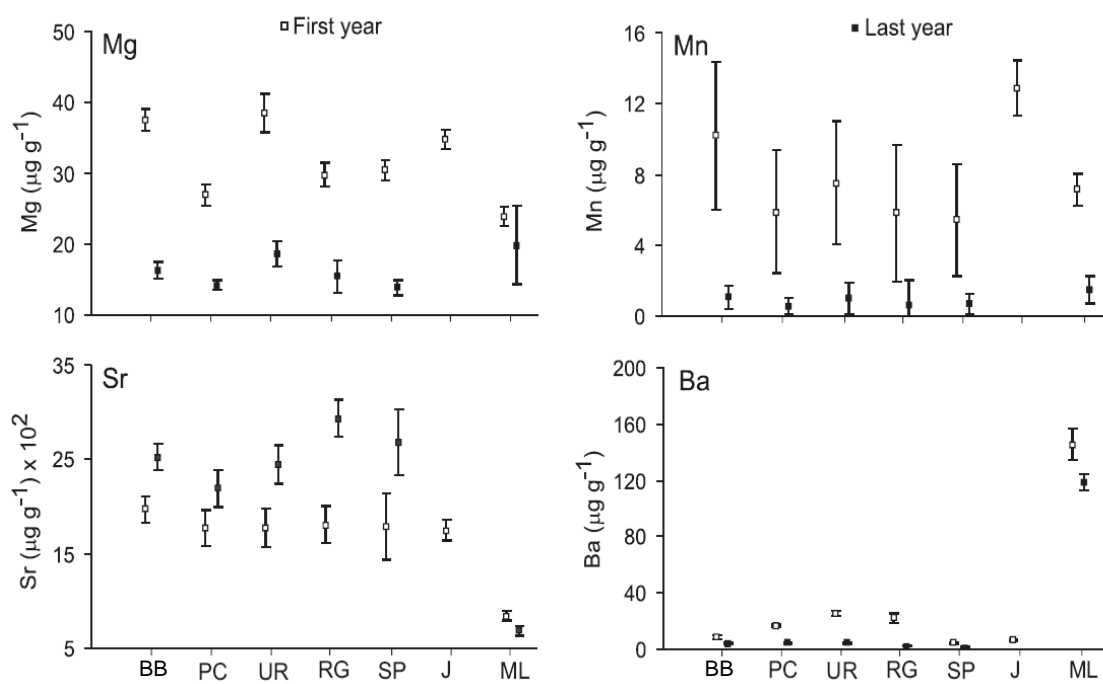 Mg
First year
50
40
30
20
10
Mg (µg g⁻¹)
Mn
Last year
16
12
8
4
0
Mn (µg g⁻¹)
Sr
35
25
15
5
Sr (µg g⁻¹) x 10²
BB PC UR RG SP J ML
Ba
200
160
120
80
40
0
Ba (µg g⁻¹)
BB PC UR RG SP J ML